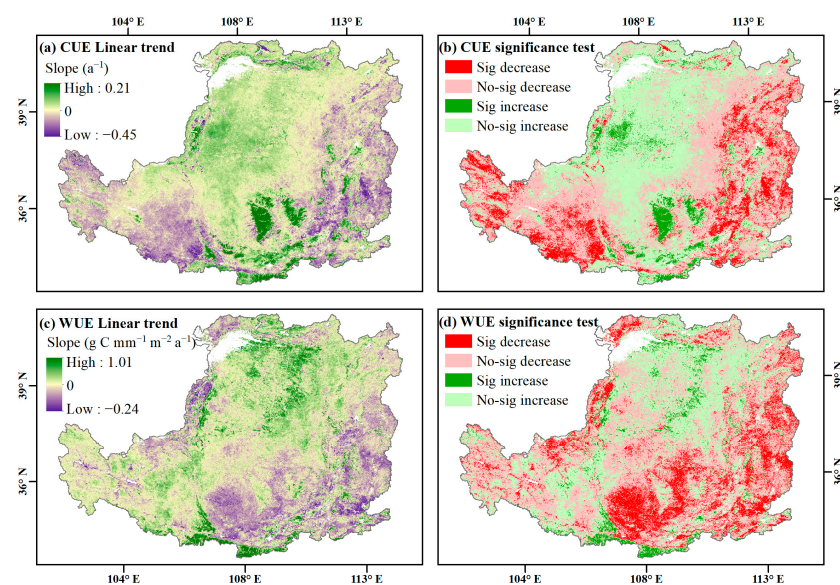 104° E 108° E 113° E 104° E 108° E 113° E
(a) CUE Linear trend
Slope (a⁻¹)
High : 0.21
0
Low : −0.45
39° N
36° N
(b) CUE significance test
Sig decrease
No-sig decrease
Sig increase
No-sig increase
39° N
36° N
(c) WUE Linear trend
Slope (g C mm⁻¹ m⁻² a⁻¹)
High : 1.01
0
Low : −0.24
39° N
36° N
(d) WUE significance test
Sig decrease
No-sig decrease
Sig increase
No-sig increase
36° N
104° E 108° E 113° E 104° E 108° E 113° E